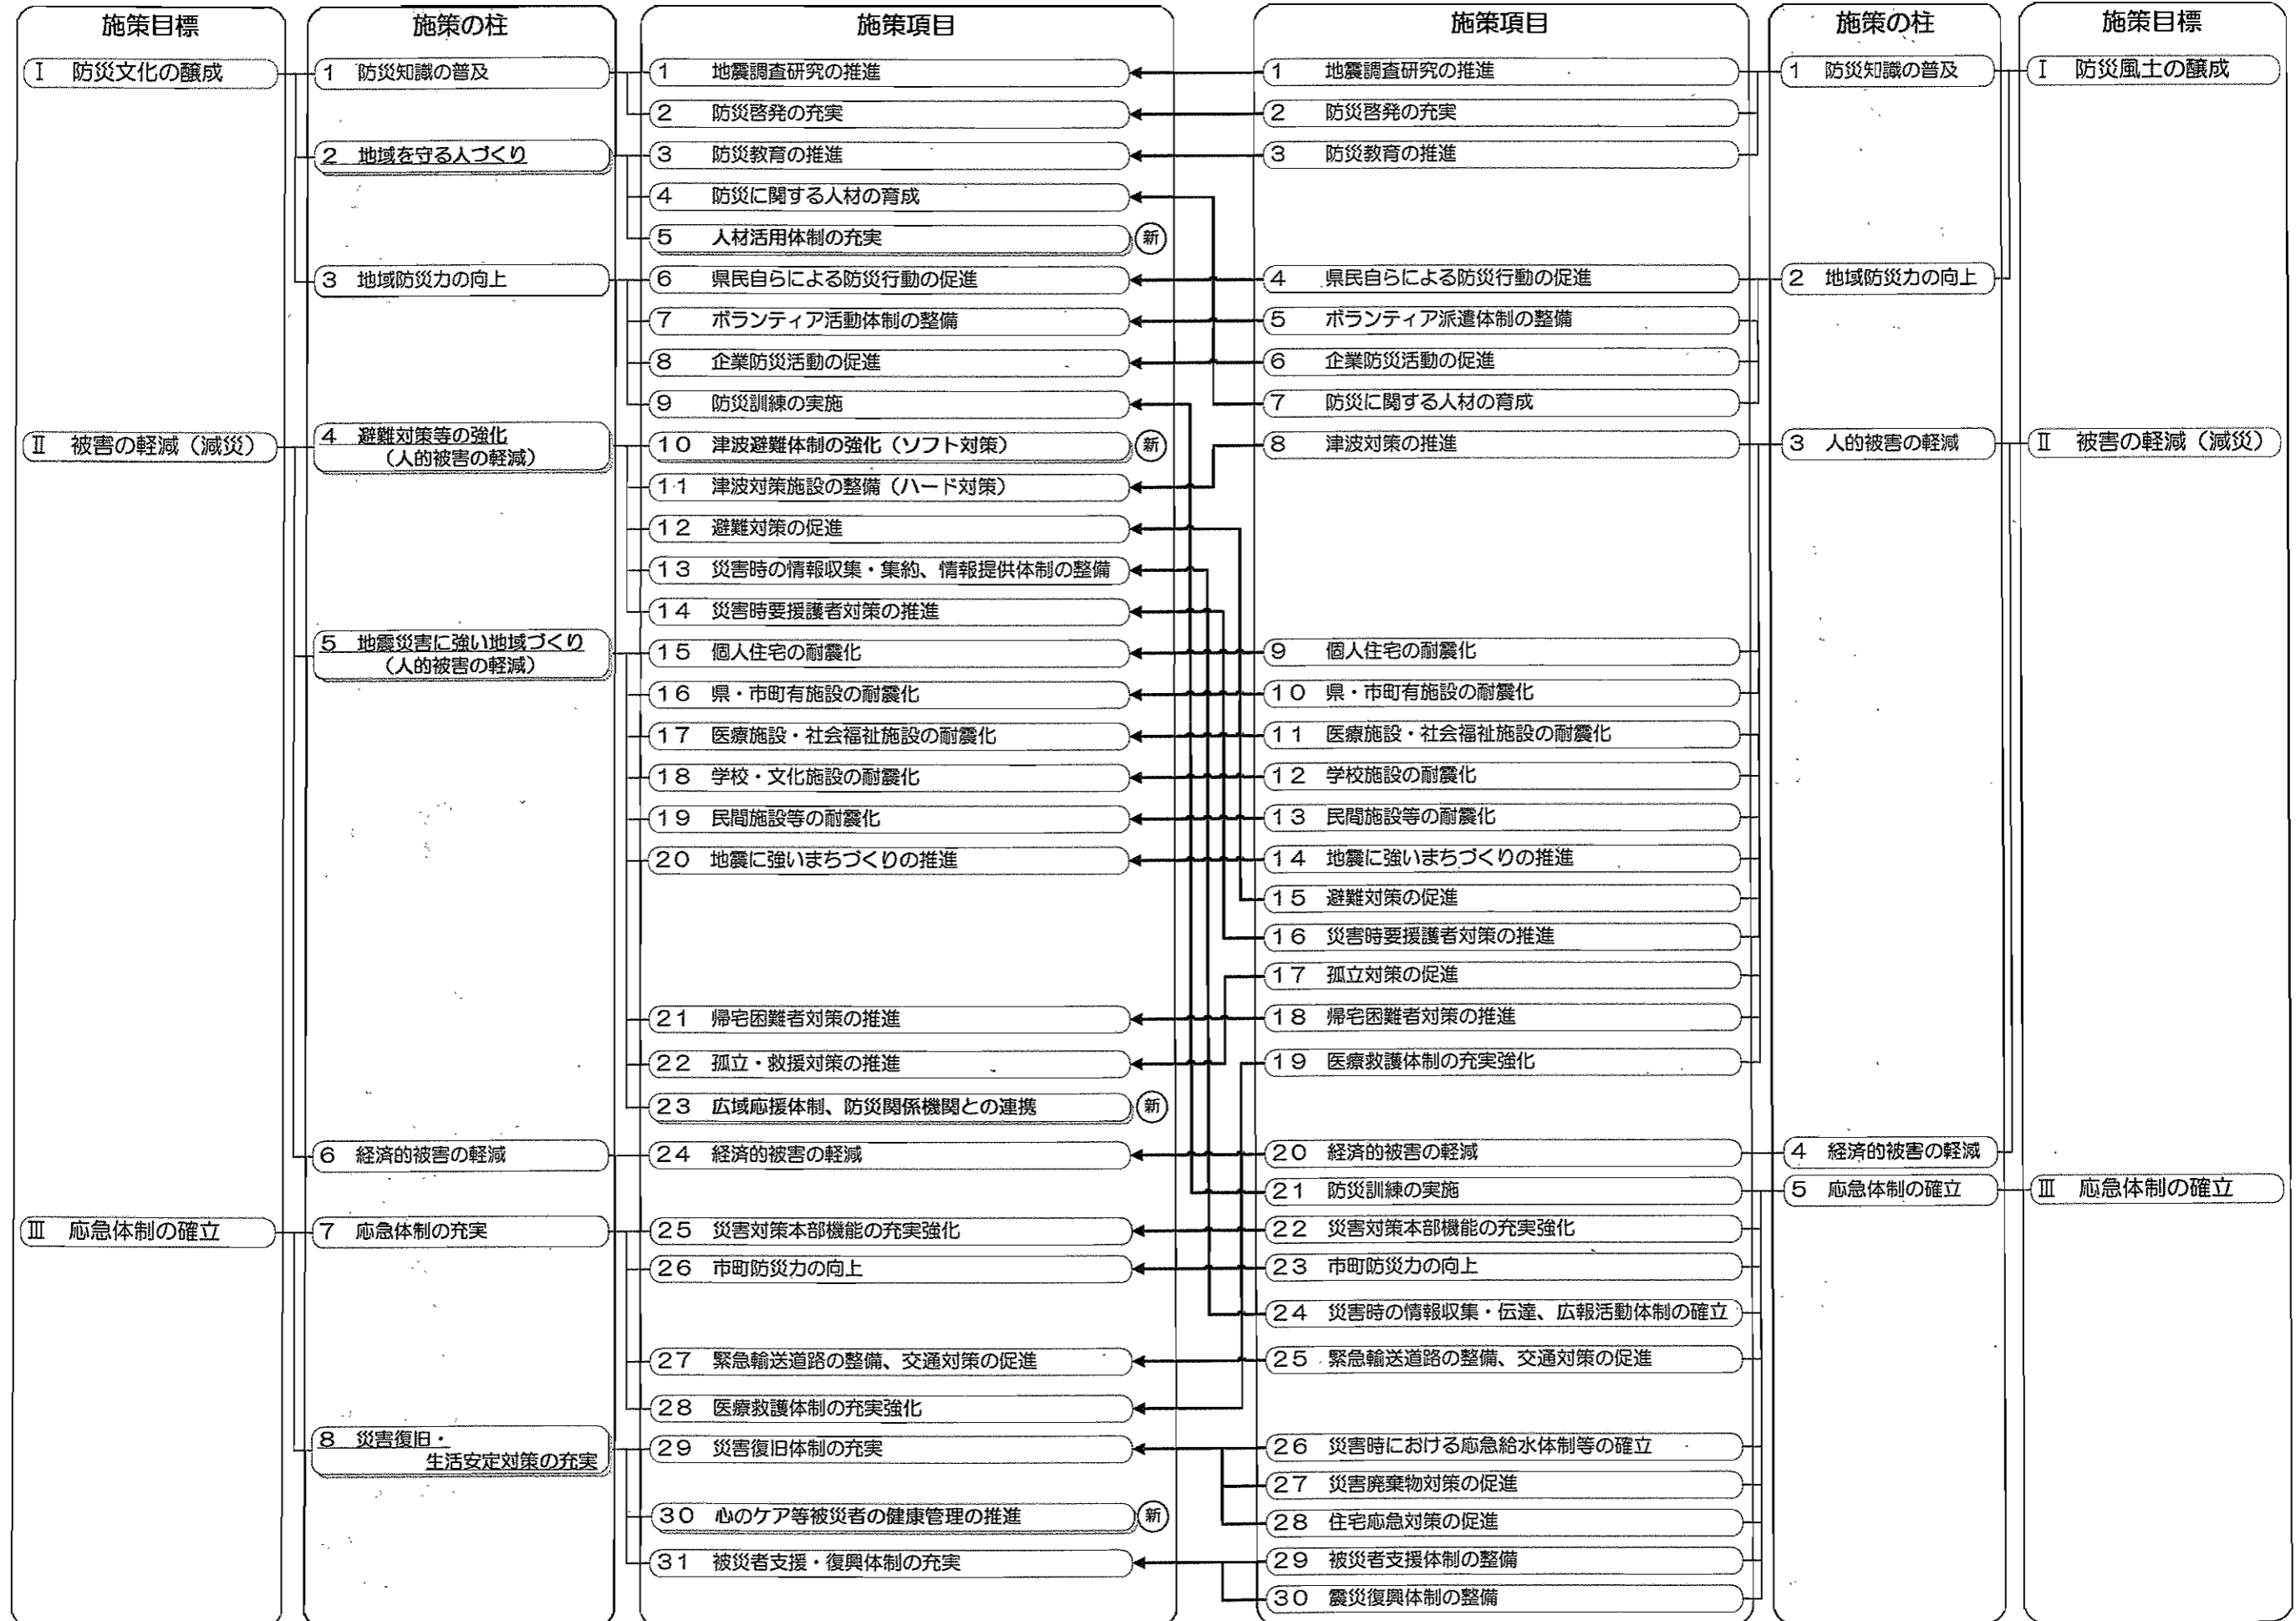 施策目標
Ⅰ 防災文化の醸成
Ⅱ 被害の軽減（減災）
Ⅲ 応急体制の確立
施策の柱
1 防災知識の普及
2 地域を守る人づくり
3 地域防災力の向上
4 避難対策等の強化
（人的被害の軽減）
5 地震災害に強い地域づくり
（人的被害の軽減）
6 経済的被害の軽減
7 応急体制の充実
8 災害復旧・
生活安定対策の充実
施策項目
1 地震調査研究の推進
2 防災啓発の充実
3 防災教育の推進
4 防災に関する人材の育成
5 人材活用体制の充実 新
6 県民自らによる防災行動の促進
7 ボランティア活動体制の整備
8 企業防災活動の促進
9 防災訓練の実施
10 津波避難体制の強化（ソフト対策） 新
11 津波対策施設の整備（ハード対策）
12 避難対策の促進
13 災害時の情報収集・集約、情報提供体制の整備
14 災害時要援護者対策の推進
15 個人住宅の耐震化
16 県・市町有施設の耐震化
17 医療施設・社会福祉施設の耐震化
18 学校・文化施設の耐震化
19 民間施設等の耐震化
20 地震に強いまちづくりの推進
21 帰宅困難者対策の推進
22 孤立・救援対策の推進
23 広域応援体制、防災関係機関との連携 新
24 経済的被害の軽減
25 災害対策本部機能の充実強化
26 市町防災力の向上
27 緊急輸送道路の整備、交通対策の促進
28 医療救護体制の充実強化
29 災害復旧体制の充実
30 心のケア等被災者の健康管理の推進 新
31 被災者支援・復興体制の充実
施策項目
1 地震調査研究の推進
2 防災啓発の充実
3 防災教育の推進
4 県民自らによる防災行動の促進
5 ボランティア派遣体制の整備
6 企業防災活動の促進
7 防災に関する人材の育成
8 津波対策の推進
9 個人住宅の耐震化
10 県・市町有施設の耐震化
11 医療施設・社会福祉施設の耐震化
12 学校施設の耐震化
13 民間施設等の耐震化
14 地震に強いまちづくりの推進
15 避難対策の促進
16 災害時要援護者対策の推進
17 孤立対策の促進
18 帰宅困難者対策の推進
19 医療救護体制の充実強化
20 経済的被害の軽減
21 防災訓練の実施
22 災害対策本部機能の充実強化
23 市町防災力の向上
24 災害時の情報収集・伝達、広報活動体制の確立
25 緊急輸送道路の整備、交通対策の促進
26 災害時における応急給水体制等の確立
27 災害廃棄物対策の促進
28 住宅応急対策の促進
29 被災者支援体制の整備
30 震災復興体制の整備
施策の柱
1 防災知識の普及
2 地域防災力の向上
3 人的被害の軽減
4 経済的被害の軽減
5 応急体制の確立
施策目標
Ⅰ 防災風土の醸成
Ⅱ 被害の軽減（減災）
Ⅲ 応急体制の確立